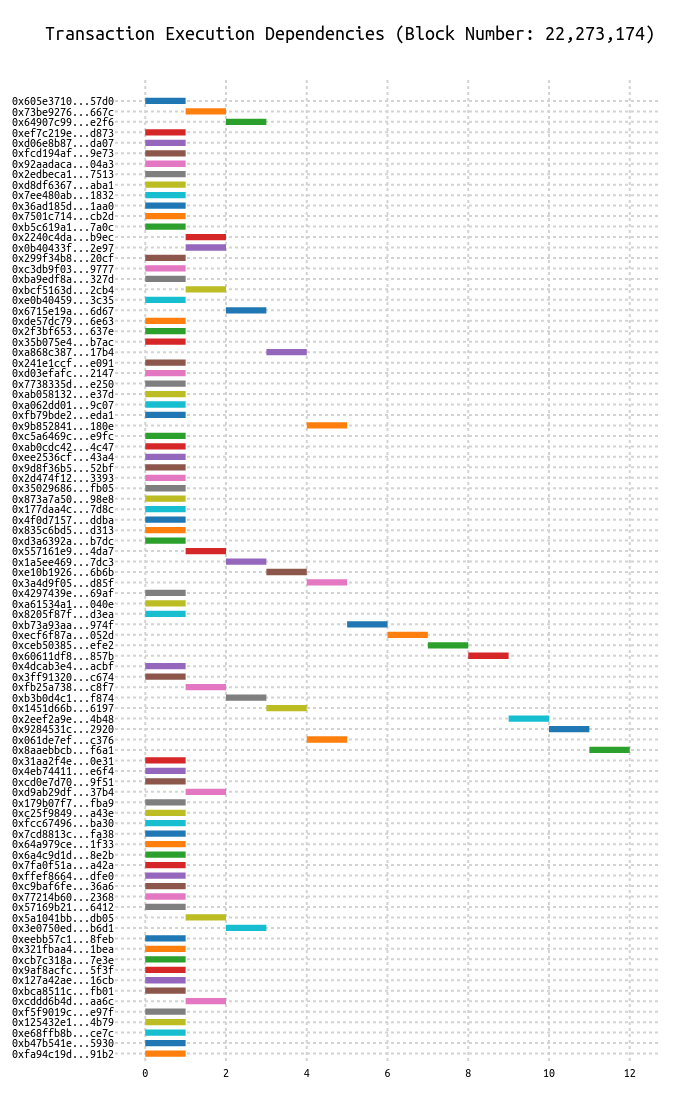 Transaction Execution Dependencies (Block Number: 22,273,174)
0x605e3710...57d0
0x73be9276...667c
0x64907c99...e2f6
0xef7c219e...d873
0xd06e8b87...da07
0xfcd194af...9e73
0x92aadaca...04a3
0x2edbeca1...7513
0xd8df6367...aba1
0x7ee480ab...1832
0x36ad185d...1aa0
0x7501c714...cb2d
0xb5c619a1...7a0c
0x2240c4da...b9ec
0x0b40433f...2e97
0x299f34b8...20cf
0xc3db9f03...9777
0xba9edf8a...327d
0xbcf5163d...2cb4
0xe0b40459...3c35
0x6715e19a...6d67
0xde57dc79...6e63
0x2f3bf653...637e
0x35b075e4...b7ac
0xa868c387...17b4
0x241e1ccf...e091
0xd03efafc...2147
0x7738335d...e250
0xab058132...e37d
0xa062dd01...9c07
0xfb79bde2...eda1
0x9b852841...180e
0xc5a6469c...e9fc
0xab0cdc42...4c47
0xee2536cf...43a4
0x9d8f36b5...52bf
0x2d474f12...3393
0x35029686...fb05
0x873a7a50...98e8
0x177daa4c...7d8c
0x4f0d7157...ddba
0x835c6bd5...d313
0xd3a6392a...b7dc
0x557161e9...4da7
0x1a5ee469...7dc3
0xe10b1926...6b6b
0x3a4d9f05...d85f
0x4297439e...69af
0xa61534a1...040e
0x8205f87f...d3ea
0xb73a93aa...974f
0xecf6f87a...052d
0xceb50385...efe2
0x60611df8...857b
0x4dcab3e4...acbf
0x3ff91320...c674
0xfb25a738...c8f7
0xb3b0d4c1...f874
0x1451d66b...6197
0x2eef2a9e...4b48
0x9284531c...2920
0x061de7ef...c376
0x8aaebbcb...f6a1
0x31aa2f4e...0e31
0x4eb74411...e6f4
0xcd0e7d70...9f51
0xd9ab29df...37b4
0x179b07f7...fba9
0xc25f9849...a43e
0xfcc67496...ba30
0x7cd8813c...fa38
0x64a979ce...1f33
0x6a4c9d1d...8e2b
0x7fa0f51a...a42a
0xffef8664...dfe0
0xc9baf6fe...36a6
0x77214b60...2368
0x57169b21...6412
0x5a1041bb...db05
0x3e0750ed...b6d1
0xeebb57c1...8feb
0x321fbaa4...1bea
0xcb7c318a...7e3e
0x9af8acfc...5f3f
0x127a42ae...16cb
0xbca8511c...fb01
0xcddd6b4d...aa6c
0xf5f9019c...e97f
0x125432e1...4b79
0xe68ffb8b...ce7c
0xb47b541e...5930
0xfa94c19d...91b2
0 2 4 6 8 10 12